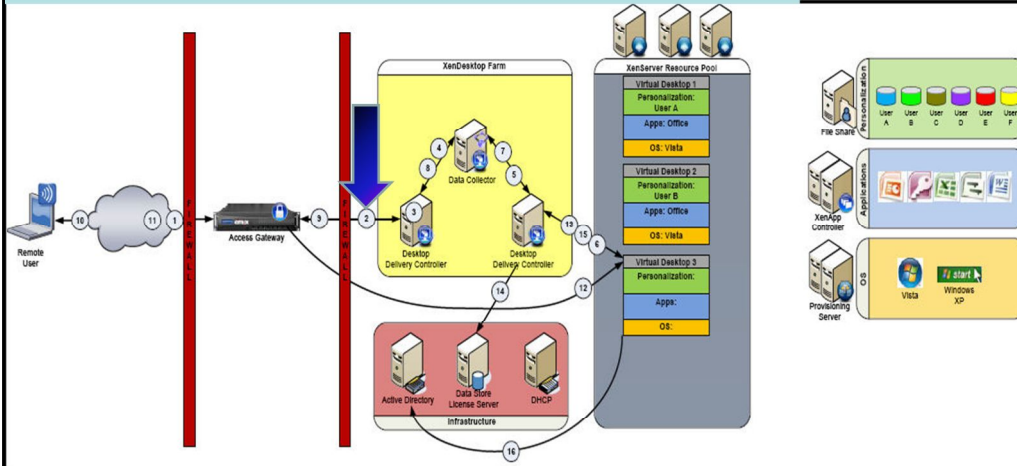 XenDesktop Farm
XenServer Resource Pool
Virtual Desktop 1
Personalization:
User A
Apps: Office
OS: Vista
Virtual Desktop 2
Personalization:
User B
Apps: Office
OS: Vista
Virtual Desktop 3
Personalization:
Apps:
OS:
4
7
8
5
Data Collector
3
Desktop
Delivery Controller
Desktop
Delivery Controller
13
15
6
10
11
1
9
2
12
14
16
Remote
User
FIREWALL
Access Gateway
FIREWALL
Active Directory
Data Store
License Server
DHCP
Infrastructure
File Share
Personalization
User
A
User
B
User
C
User
D
User
E
User
F
XenApp
Controller
Applications
Provisioning
Server
OS
Vista
start
Windows
XP